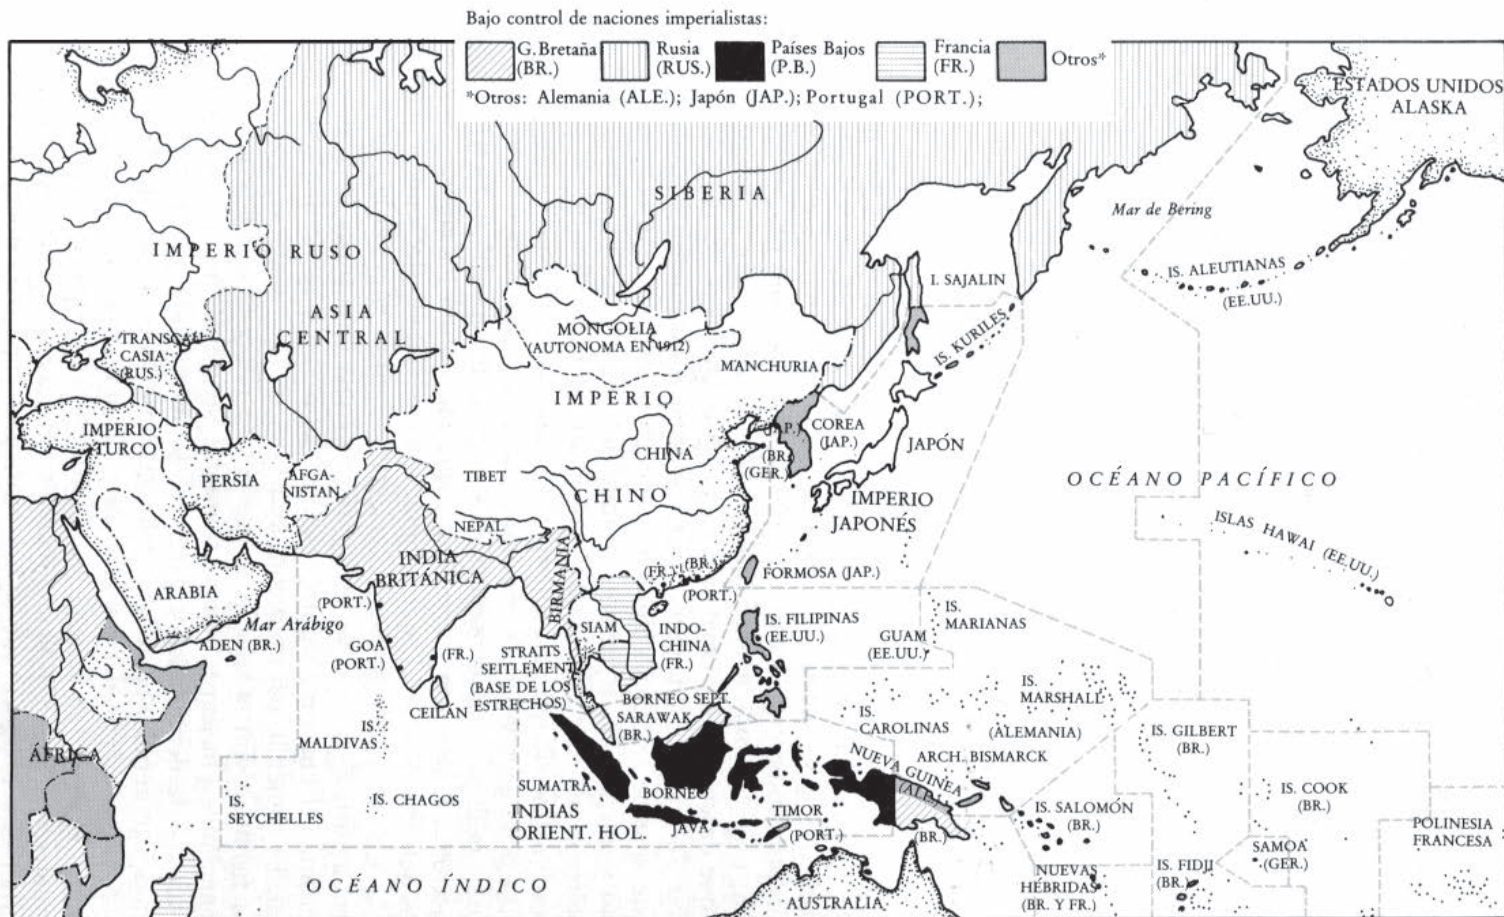 Bajo control de naciones imperialistas:
G. Bretaña
(BR.)
Rusia
(RUS.)
Países Bajos
(P.B.)
Francia
(FR.)
Otros*
*Otros: Alemania (ALE.); Japón (JAP.); Portugal (PORT.);
ESTADOS UNIDOS
ALASKA
SIBERIA
Mar de Bering
IMPERIO RUSO
IS. ALEUTIANAS
(EE.UU.)
I. SAJALIN
ASIA
CENTRAL
MONGOLIA
(AUTONOMA EN 1912)
IS. KURILES
TRANSCAU
CASIA
(RUS.)
MANCHURIA
IMPERIO
IMPERIO
TURCO
(JAP.)
COREA
(JAP.)
JAPÓN
CHINA
(BR.)
(GER.)
PERSIA
AFGA-
NISTAN
TIBET
CHINO
OCÉANO PACÍFICO
IMPERIO
JAPONÉS
NEPAL
ISLAS HAWAI (EE.UU.)
INDIA
BRITÁNICA
BIRMANIA
(FR.)
(BR.)
(PORT.)
FORMOSA (JAP.)
ARABIA
(PORT.)
Mar Arábigo
ADEN (BR.)
GOA
(PORT.)
(FR.)
SIAM
INDO-
CHINA
(FR.)
IS. FILIPINAS
(EE.UU.)
GUAM
(EE.UU.)
IS.
MARIANAS
STRAITS
SEITLEMENT
(BASE DE LOS
ESTRECHOS)
CEILÁN
BORNEO SEPT.
SARAWAK
(BR.)
IS.
MARSHALL
IS.
CAROLINAS
(ALEMANIA)
IS.
MALDIVAS
IS. GILBERT
(BR.)
ÁFRICA
NUEVA GUINEA
(ALE.)
ARCH. BISMARCK
SUMATRA
BORNEO
IS. CHAGOS
IS.
SEYCHELLES
INDIAS
ORIENT. HOL.
JAVA
TIMOR
(PORT.)
(BR.)
IS. SALOMÓN
(BR.)
IS. COOK
(BR.)
POLINESIA
FRANCESA
SAMOA
(GER.)
OCÉANO ÍNDICO
AUSTRALIA
NUEVAS
HÉBRIDAS
(BR. Y FR.)
IS. FIDJI
(BR.)